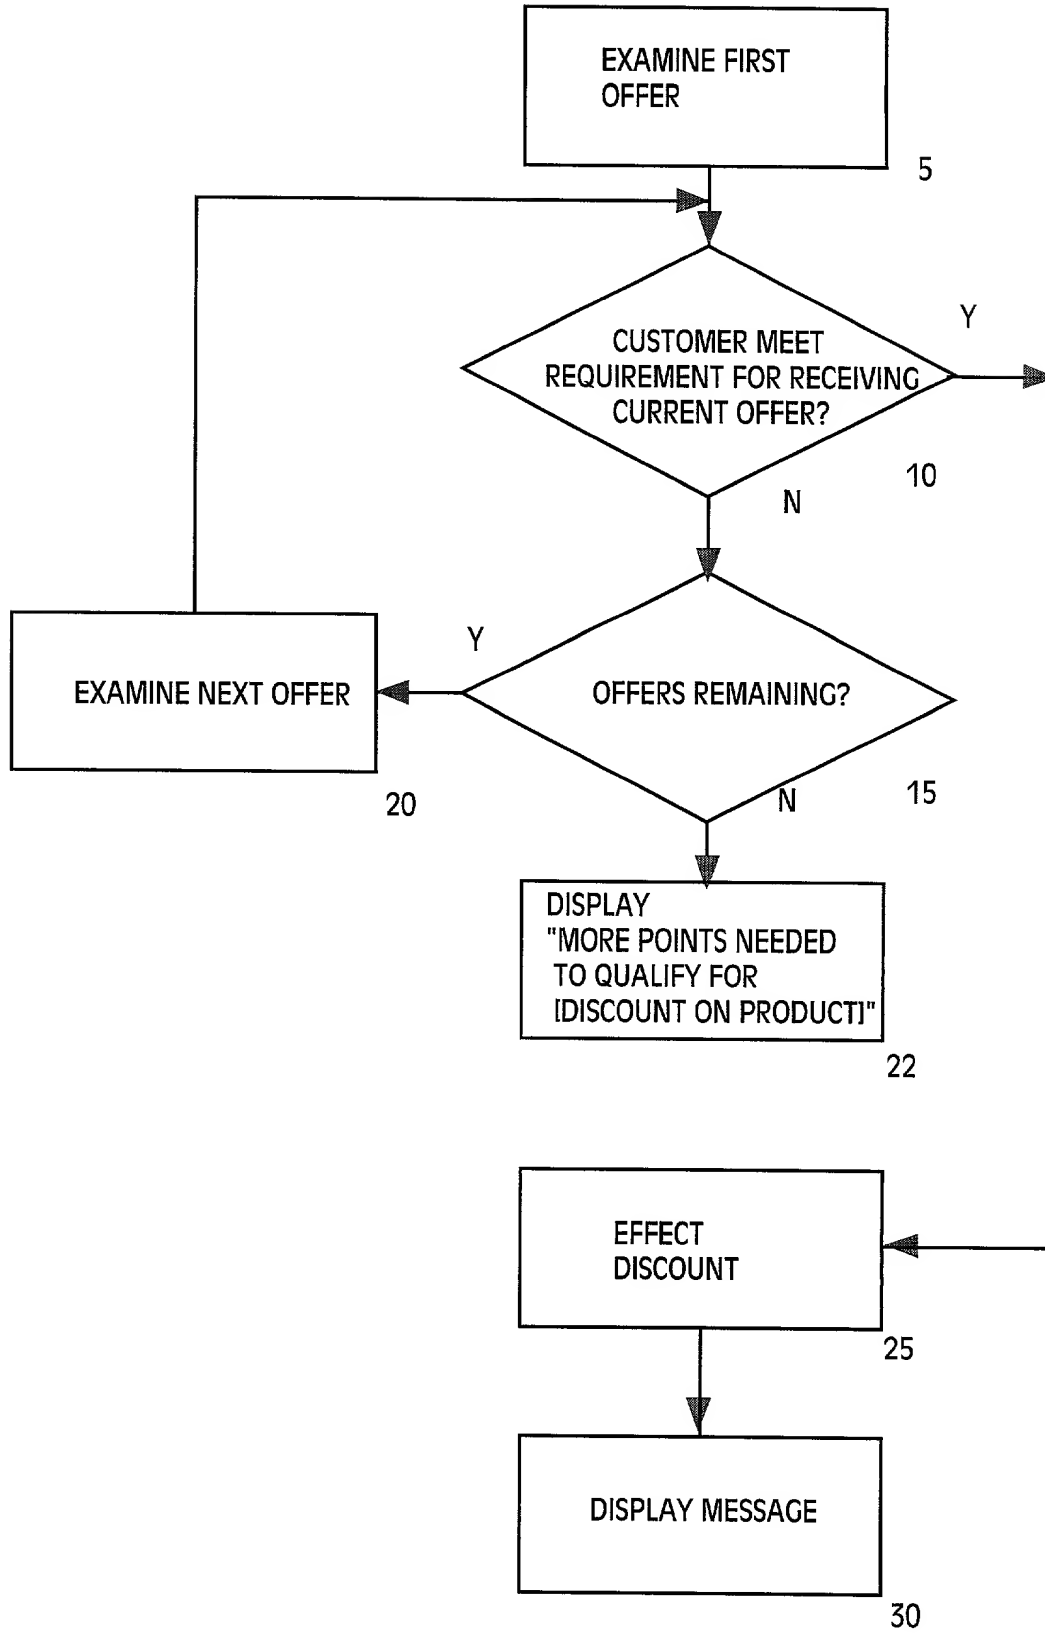 EXAMINE FIRST
OFFER
5
Y
CUSTOMER MEET
REQUIREMENT FOR RECEIVING
CURRENT OFFER?
10
N
Y
OFFERS REMAINING?
EXAMINE NEXT OFFER
15
N
20
DISPLAY
"MORE POINTS NEEDED
TO QUALIFY FOR
[DISCOUNT ON PRODUCT]"
22
EFFECT
DISCOUNT
25
DISPLAY MESSAGE
30